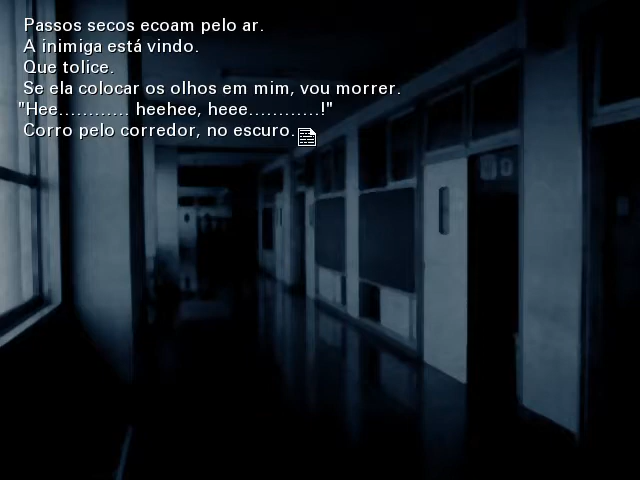 Passos secos ecoam pelo ar.
A inimiga está vindo.
Que tolice.
Se ela colocar os olhos em mim, vou morrer.
"Hee............ heehee, heee............!"
Corro pelo corredor, no escuro.